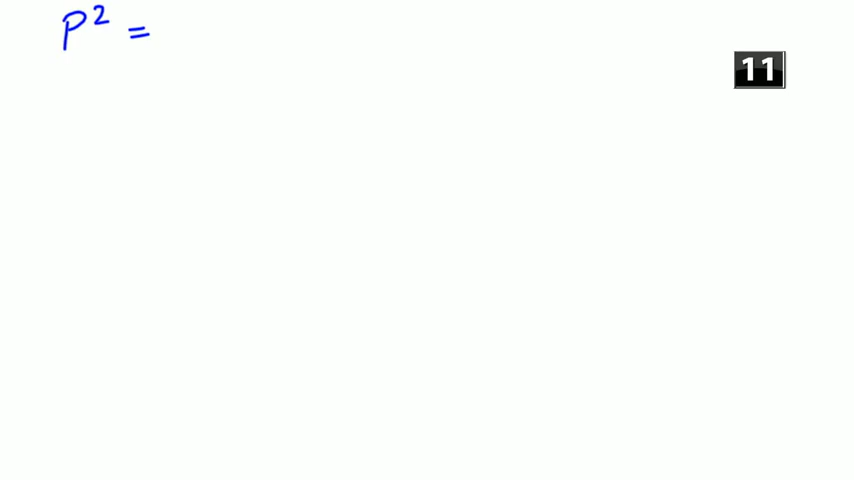 P² =
11